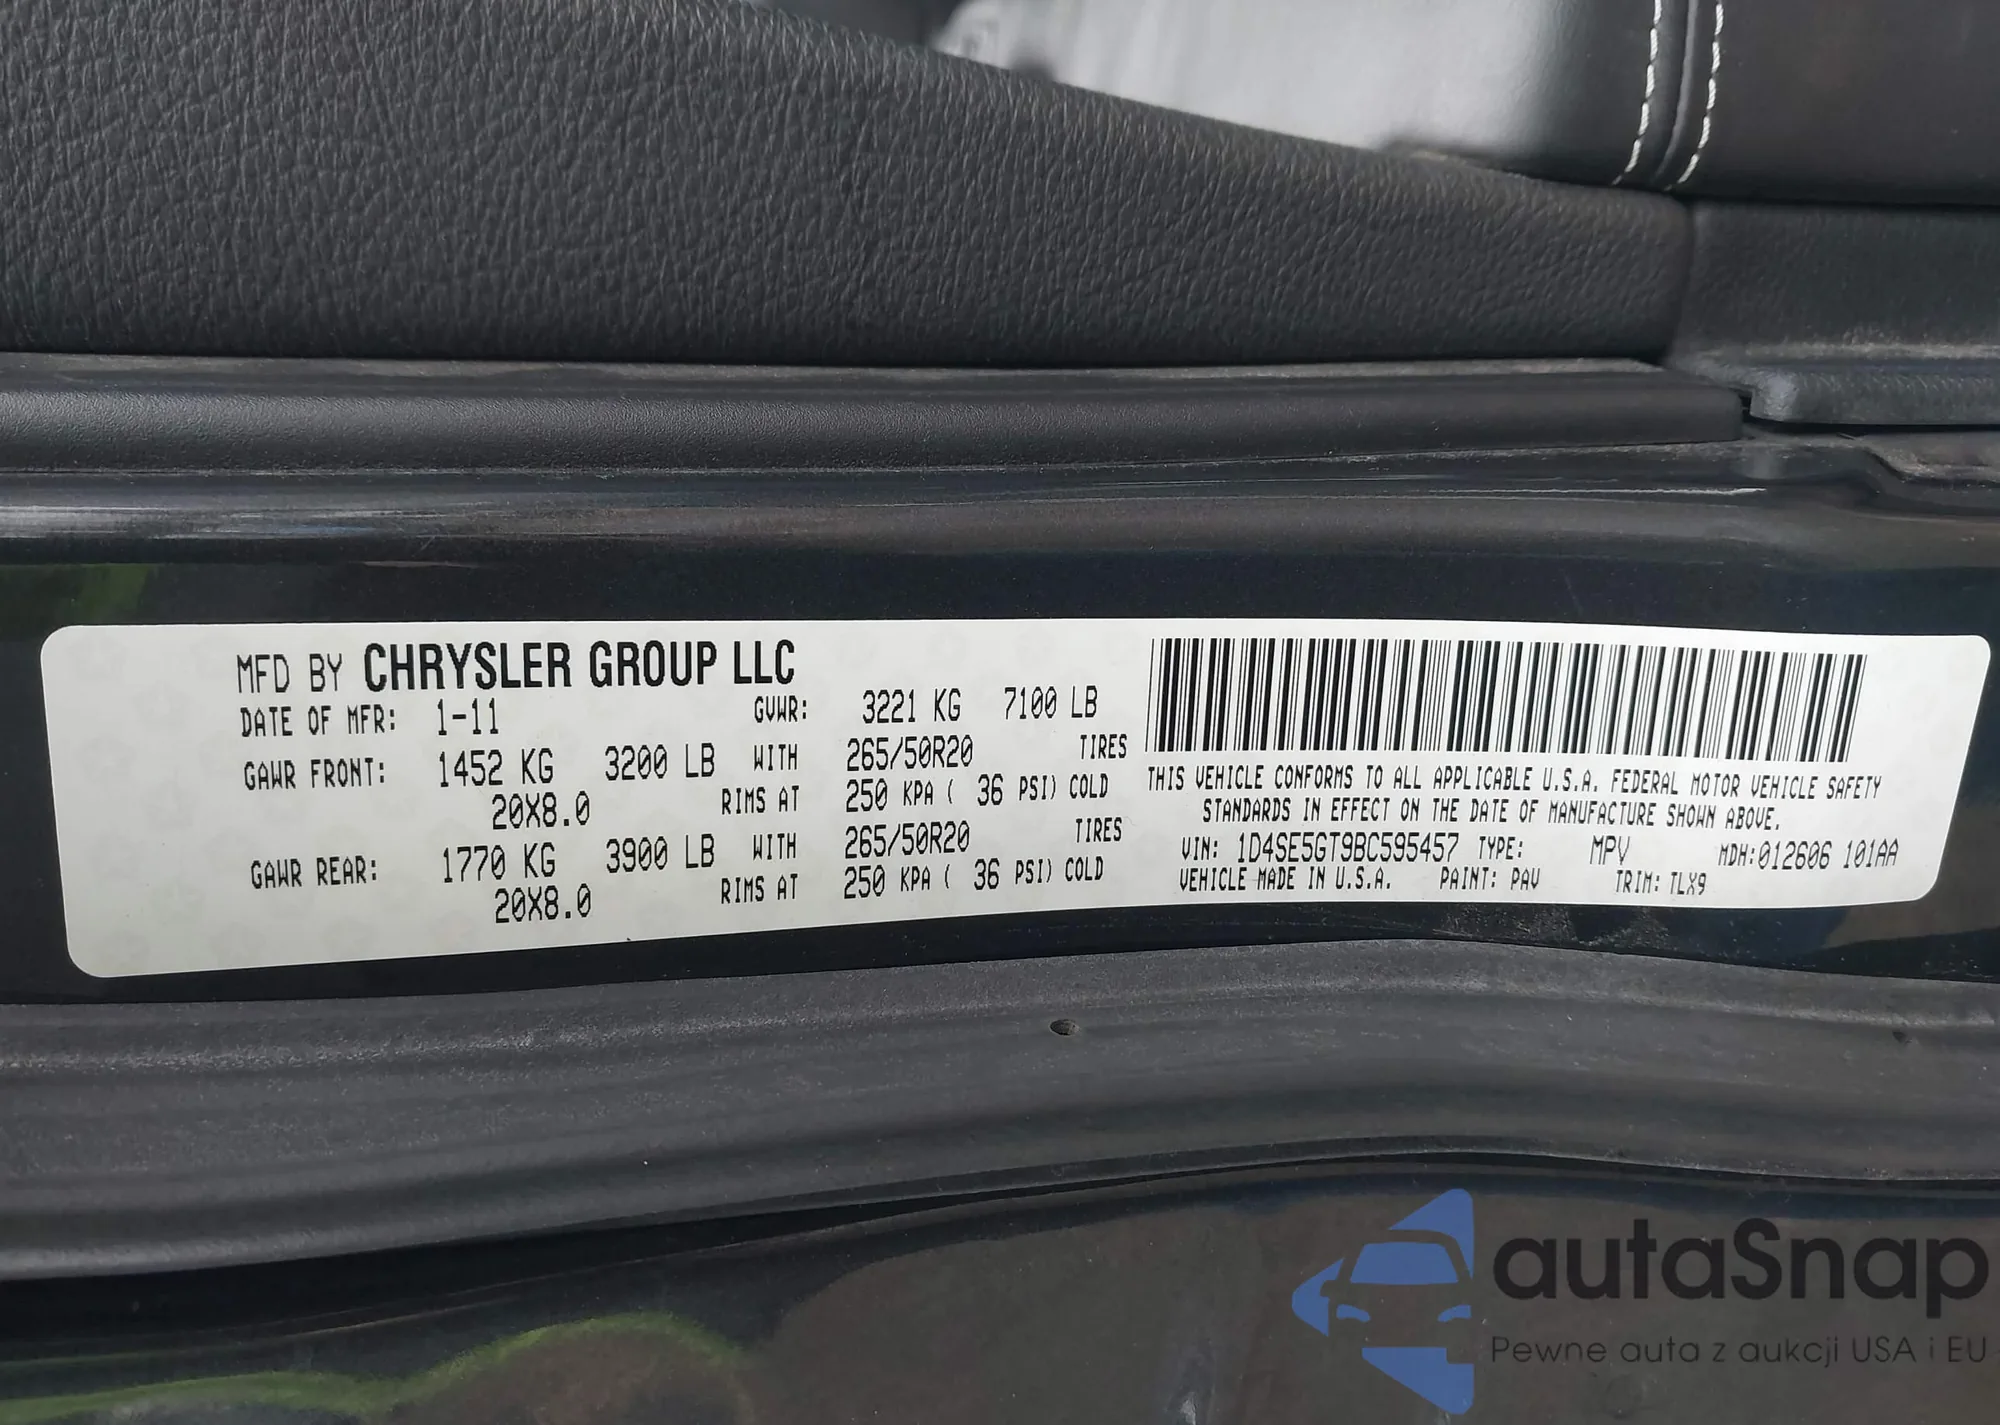 MFD BY CHRYSLER GROUP LLC
DATE OF MFR: 1-11 GVWR: 3221 KG 7100 LB
GAWR FRONT: 1452 KG 3200 LB WITH 265/50R20 TIRES
20X8.0 RIMS AT 250 KPA ( 36 PSI) COLD
GAWR REAR: 1770 KG 3900 LB WITH 265/50R20 TIRES
20X8.0 RIMS AT 250 KPA ( 36 PSI) COLD
THIS VEHICLE CONFORMS TO ALL APPLICABLE U.S.A. FEDERAL MOTOR VEHICLE SAFETY
STANDARDS IN EFFECT ON THE DATE OF MANUFACTURE SHOWN ABOVE.
VIN: 1D4SE5GT9BC595457 TYPE: MPV MDH:012606 101AA
VEHICLE MADE IN U.S.A. PAINT: PAV TRIM: TLX9
autaSnap
Pewne auta z aukcji USA i EU